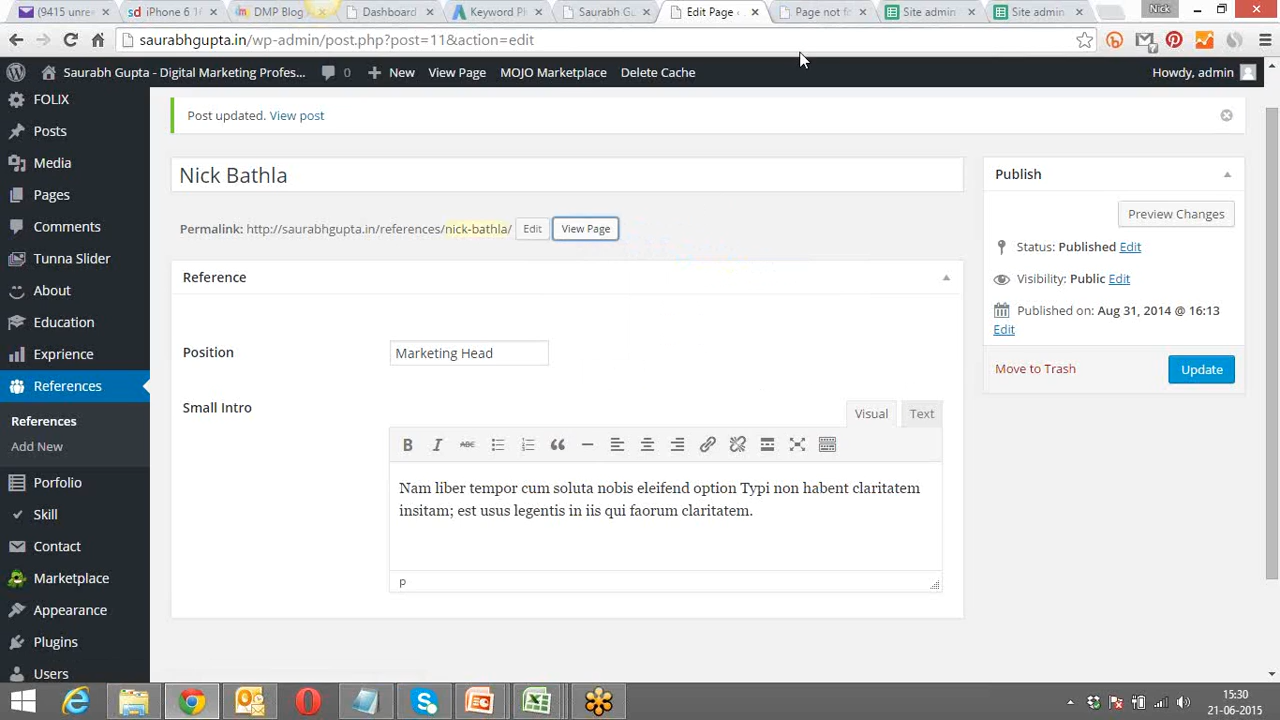 (9415 unre
iPhone 6 16
DMP Blog
Dashboard
Keyword Pl
Saurabh Gu
Edit Page
Page not f
Site admin
Site admin
Nick
saurabhgupta.in/wp-admin/post.php?post=11&action=edit
Saurabh Gupta - Digital Marketing Profes...
0
New
View Page
MOJO Marketplace
Delete Cache
Howdy, admin
FOLIX
Posts
Media
Pages
Comments
Tunna Slider
About
Education
Exprience
References
References
Add New
Porfolio
Skill
Contact
Marketplace
Appearance
Plugins
Users
Post updated. View post
Nick Bathla
Permalink: http://saurabhgupta.in/references/nick-bathla/ Edit View Page
Reference
Position
Marketing Head
Small Intro
Visual
Text
B I ABC
Nam liber tempor cum soluta nobis eleifend option Typi non habent claritatem
insitam; est usus legentis in iis qui faorum claritatem.
p
Publish
Preview Changes
Status: Published Edit
Visibility: Public Edit
Published on: Aug 31, 2014 @ 16:13
Edit
Move to Trash
Update
15:30
21-06-2015